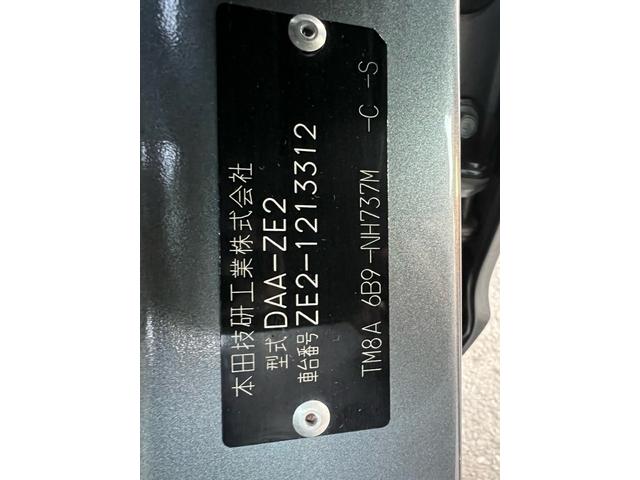 本田技研工業株式会社
型式 DAA-ZE2
車台番号 ZE2-1213312
TM8A 6B9-NH737M -C -S